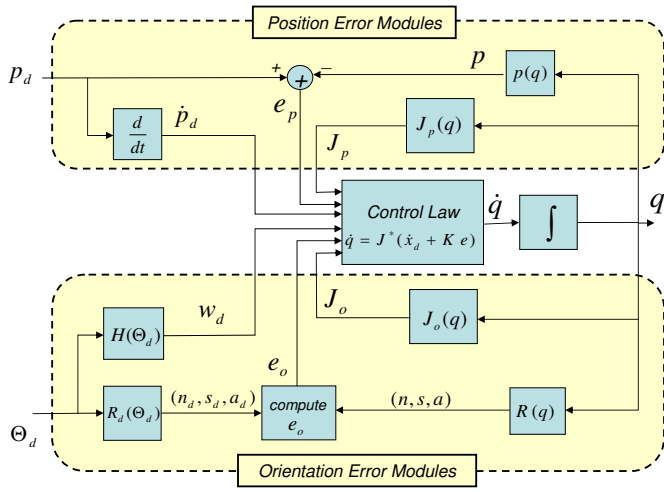 Position Error Modules
p_d
+
−
+
p
p(q)
e_p
d/dt
ṗ_d
J_p
J_p(q)
Control Law
q̇ = J^*(ẋ_d + K e)
q̇
∫
q
H(Θ_d)
w_d
J_o
J_o(q)
e_o
Θ_d
R_d(Θ_d)
(n_d, s_d, a_d)
compute
e_o
(n, s, a)
R(q)
Orientation Error Modules